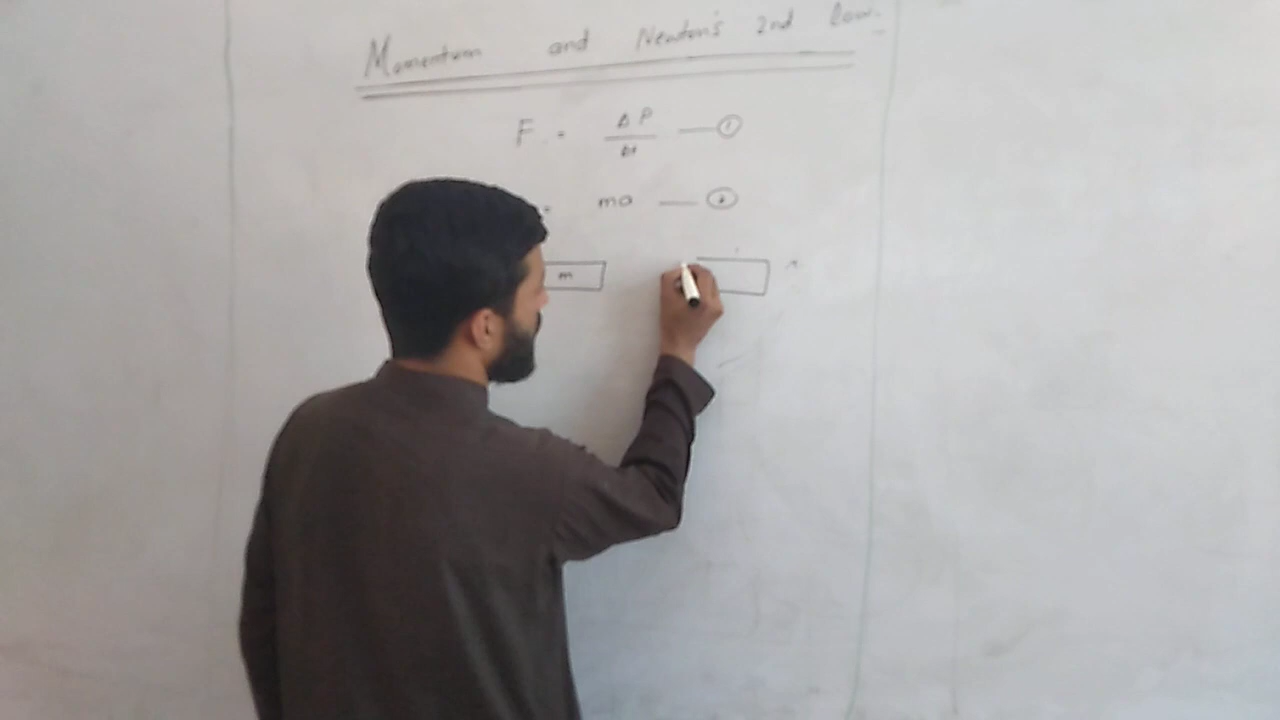 Momentum and Newton's 2nd Law.
F = ΔP / Δt — ①
= ma — ②
m